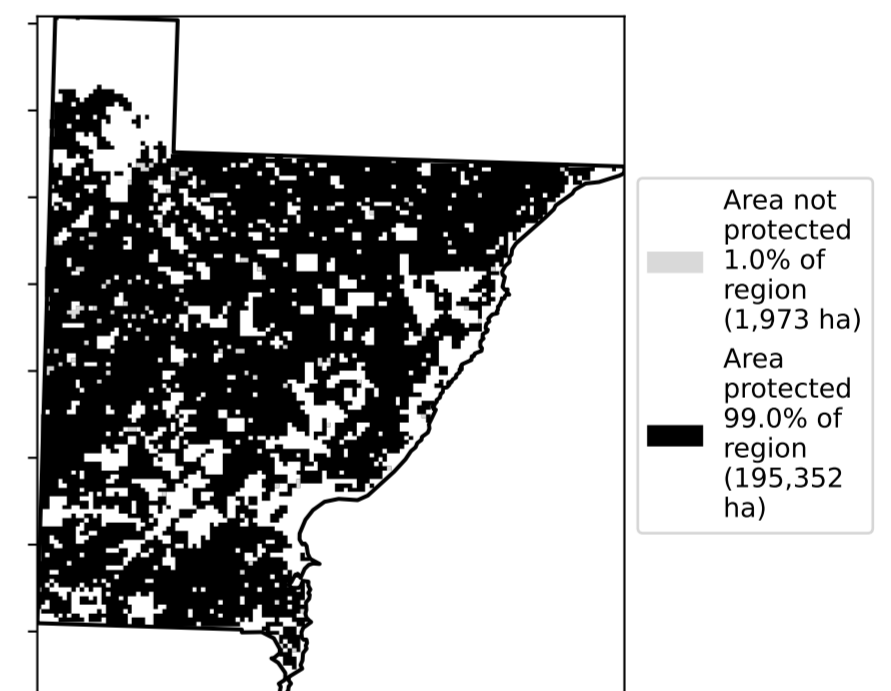 Area not
protected
1.0% of
region
(1,973 ha)
Area
protected
99.0% of
region
(195,352
ha)